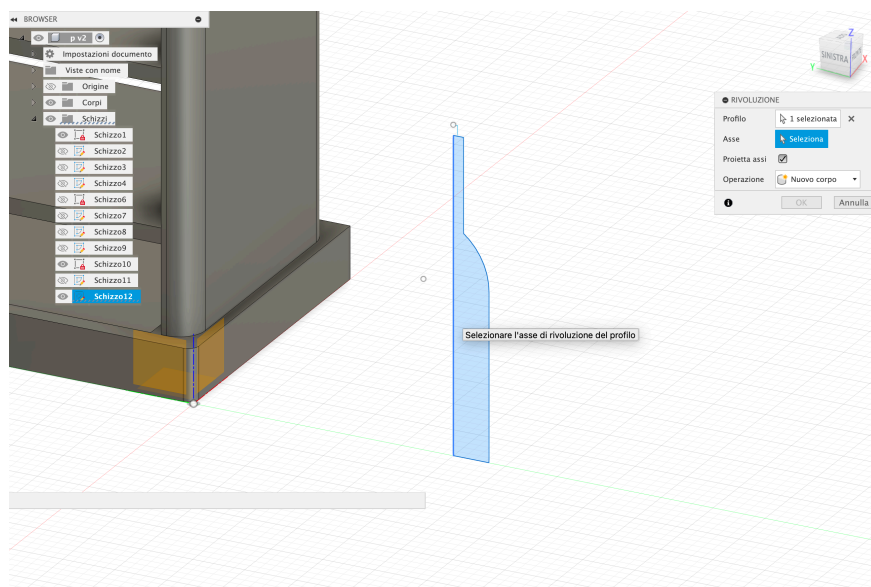 BROWSER
p v2
Impostazioni documento
Viste con nome
Origine
Corpi
Schizzi
Schizzo1
Schizzo2
Schizzo3
Schizzo4
Schizzo6
Schizzo7
Schizzo8
Schizzo9
Schizzo10
Schizzo11
Schizzo12
Z
SINISTRA
X
Y
RIVOLUZIONE
Profilo 1 selezionata
Asse Seleziona
Proietta assi
Operazione Nuovo corpo
OK Annulla
Selezionare l'asse di rivoluzione del profilo